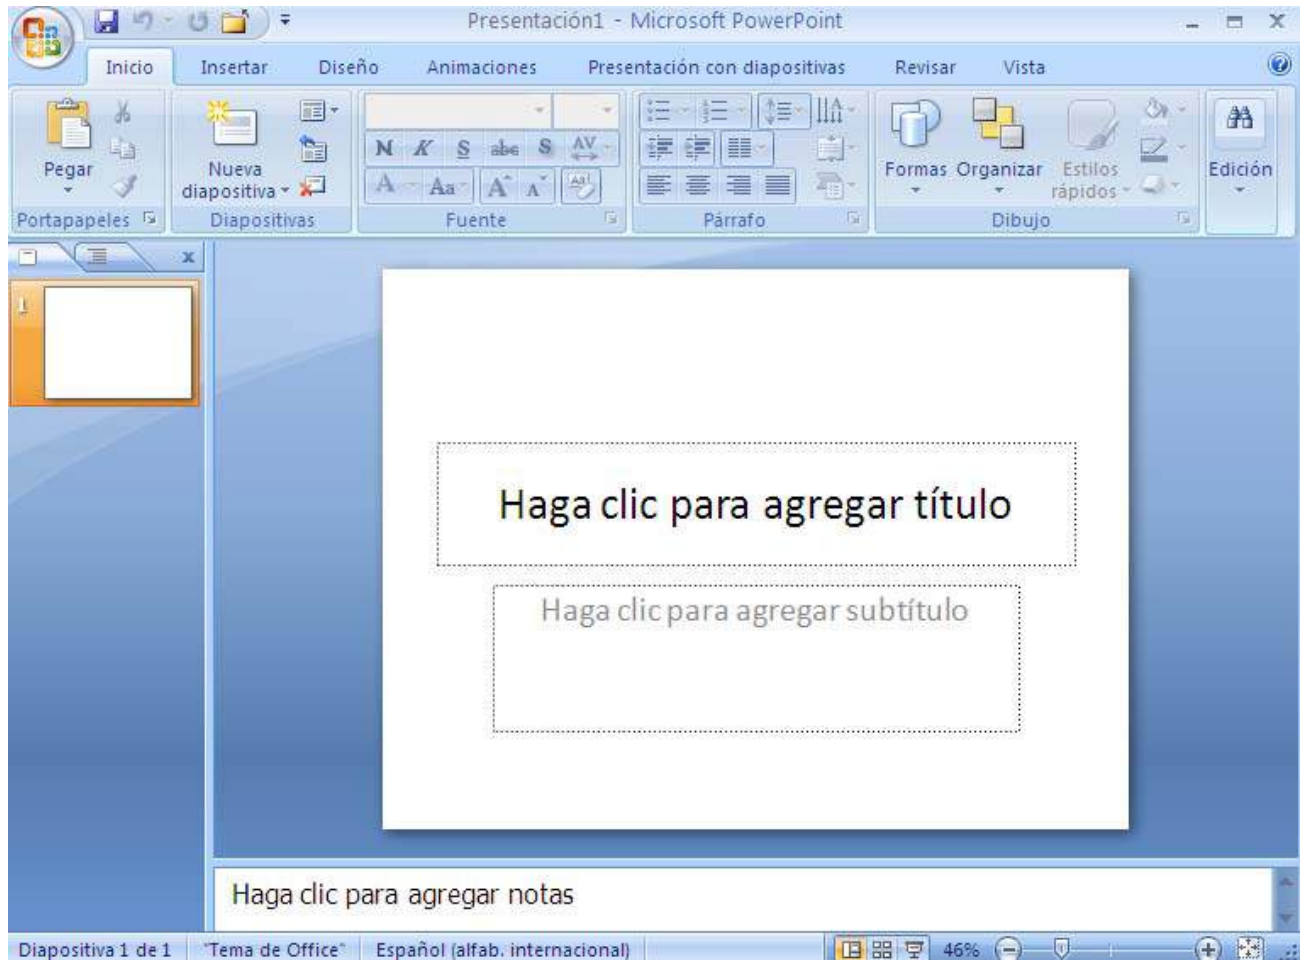 Presentación1 - Microsoft PowerPoint
Inicio Insertar Diseño Animaciones Presentación con diapositivas Revisar Vista
Pegar
Nueva diapositiva
N K S abc S AV
A Aa A A
Formas Organizar Estilos rápidos
Edición
Portapapeles Diapositivas Fuente Párrafo Dibujo
1
Haga clic para agregar título
Haga clic para agregar subtítulo
Haga clic para agregar notas
Diapositiva 1 de 1 "Tema de Office" Español (alfab. internacional) 46%